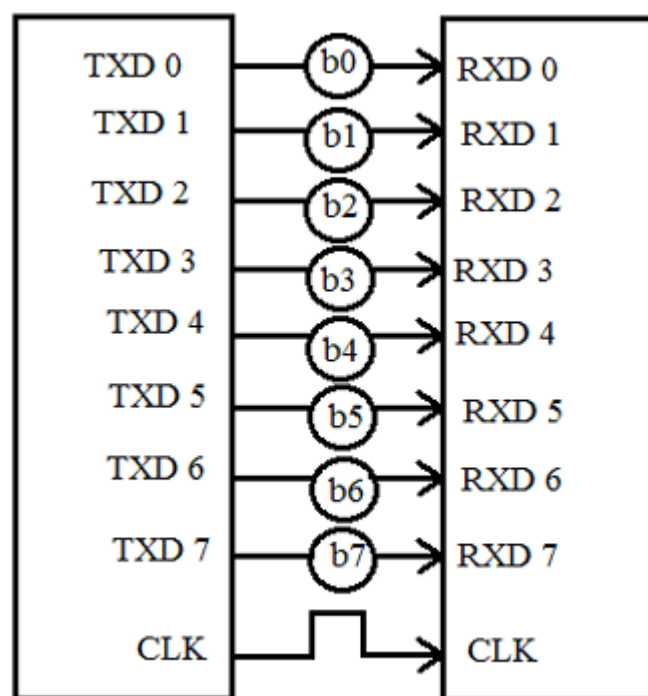 TXD 0 b0 RXD 0
TXD 1 b1 RXD 1
TXD 2 b2 RXD 2
TXD 3 b3 RXD 3
TXD 4 b4 RXD 4
TXD 5 b5 RXD 5
TXD 6 b6 RXD 6
TXD 7 b7 RXD 7
CLK CLK